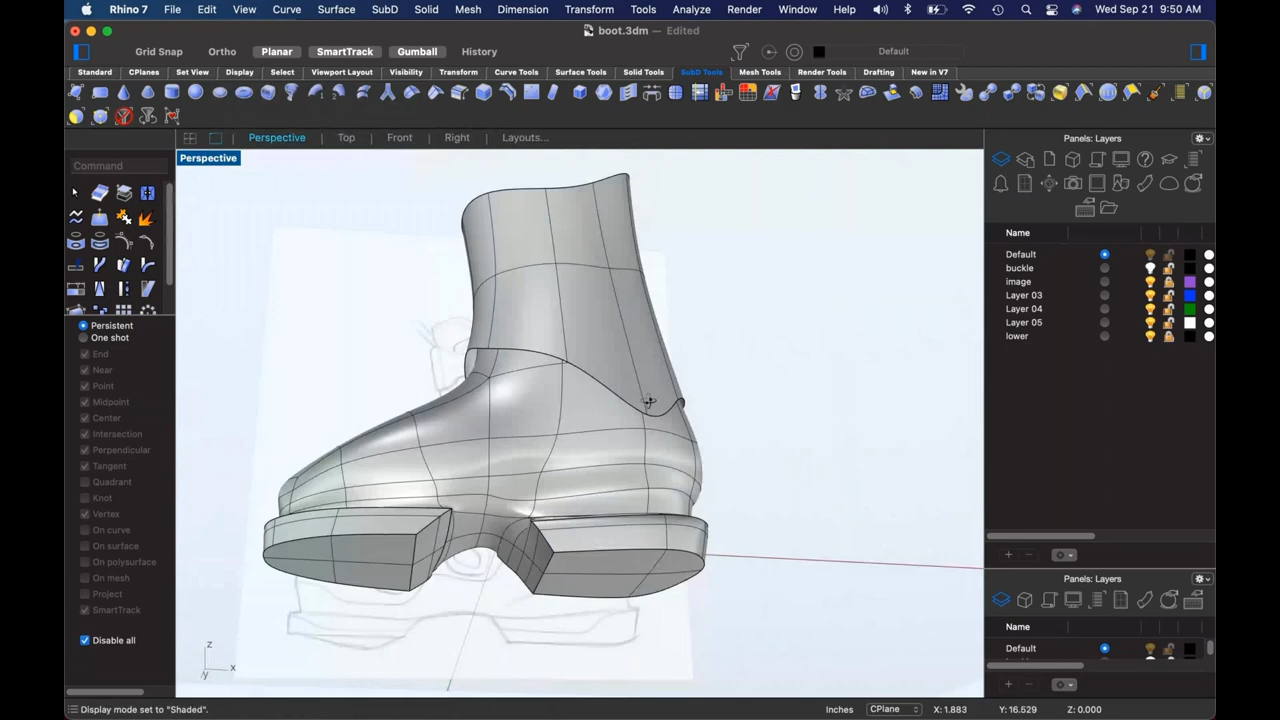 Rhino 7 File Edit View Curve Surface SubD Solid Mesh Dimension Transform Tools Analyze Render Window Help Wed Sep 21 9:50 AM
boot.3dm — Edited
Grid Snap Ortho Planar SmartTrack Gumball History Default
Standard CPlanes Set View Display Select Viewport Layout Visibility Transform Curve Tools Surface Tools Solid Tools SubD Tools Mesh Tools Render Tools Drafting New in V7
Perspective Top Front Right Layouts...
Panels: Layers
Perspective
Command
Name
Default
buckle
image
Layer 03
Layer 04
Layer 05
lower
Persistent
One shot
End
Near
Point
Midpoint
Center
Intersection
Perpendicular
Tangent
Quadrant
Knot
Vertex
On curve
On surface
On polysurface
On mesh
Project
SmartTrack
Disable all
Panels: Layers
Name
Default
z
x
y
Display mode set to "Shaded".
Inches CPlane X: 1.883 Y: 16.529 Z: 0.000